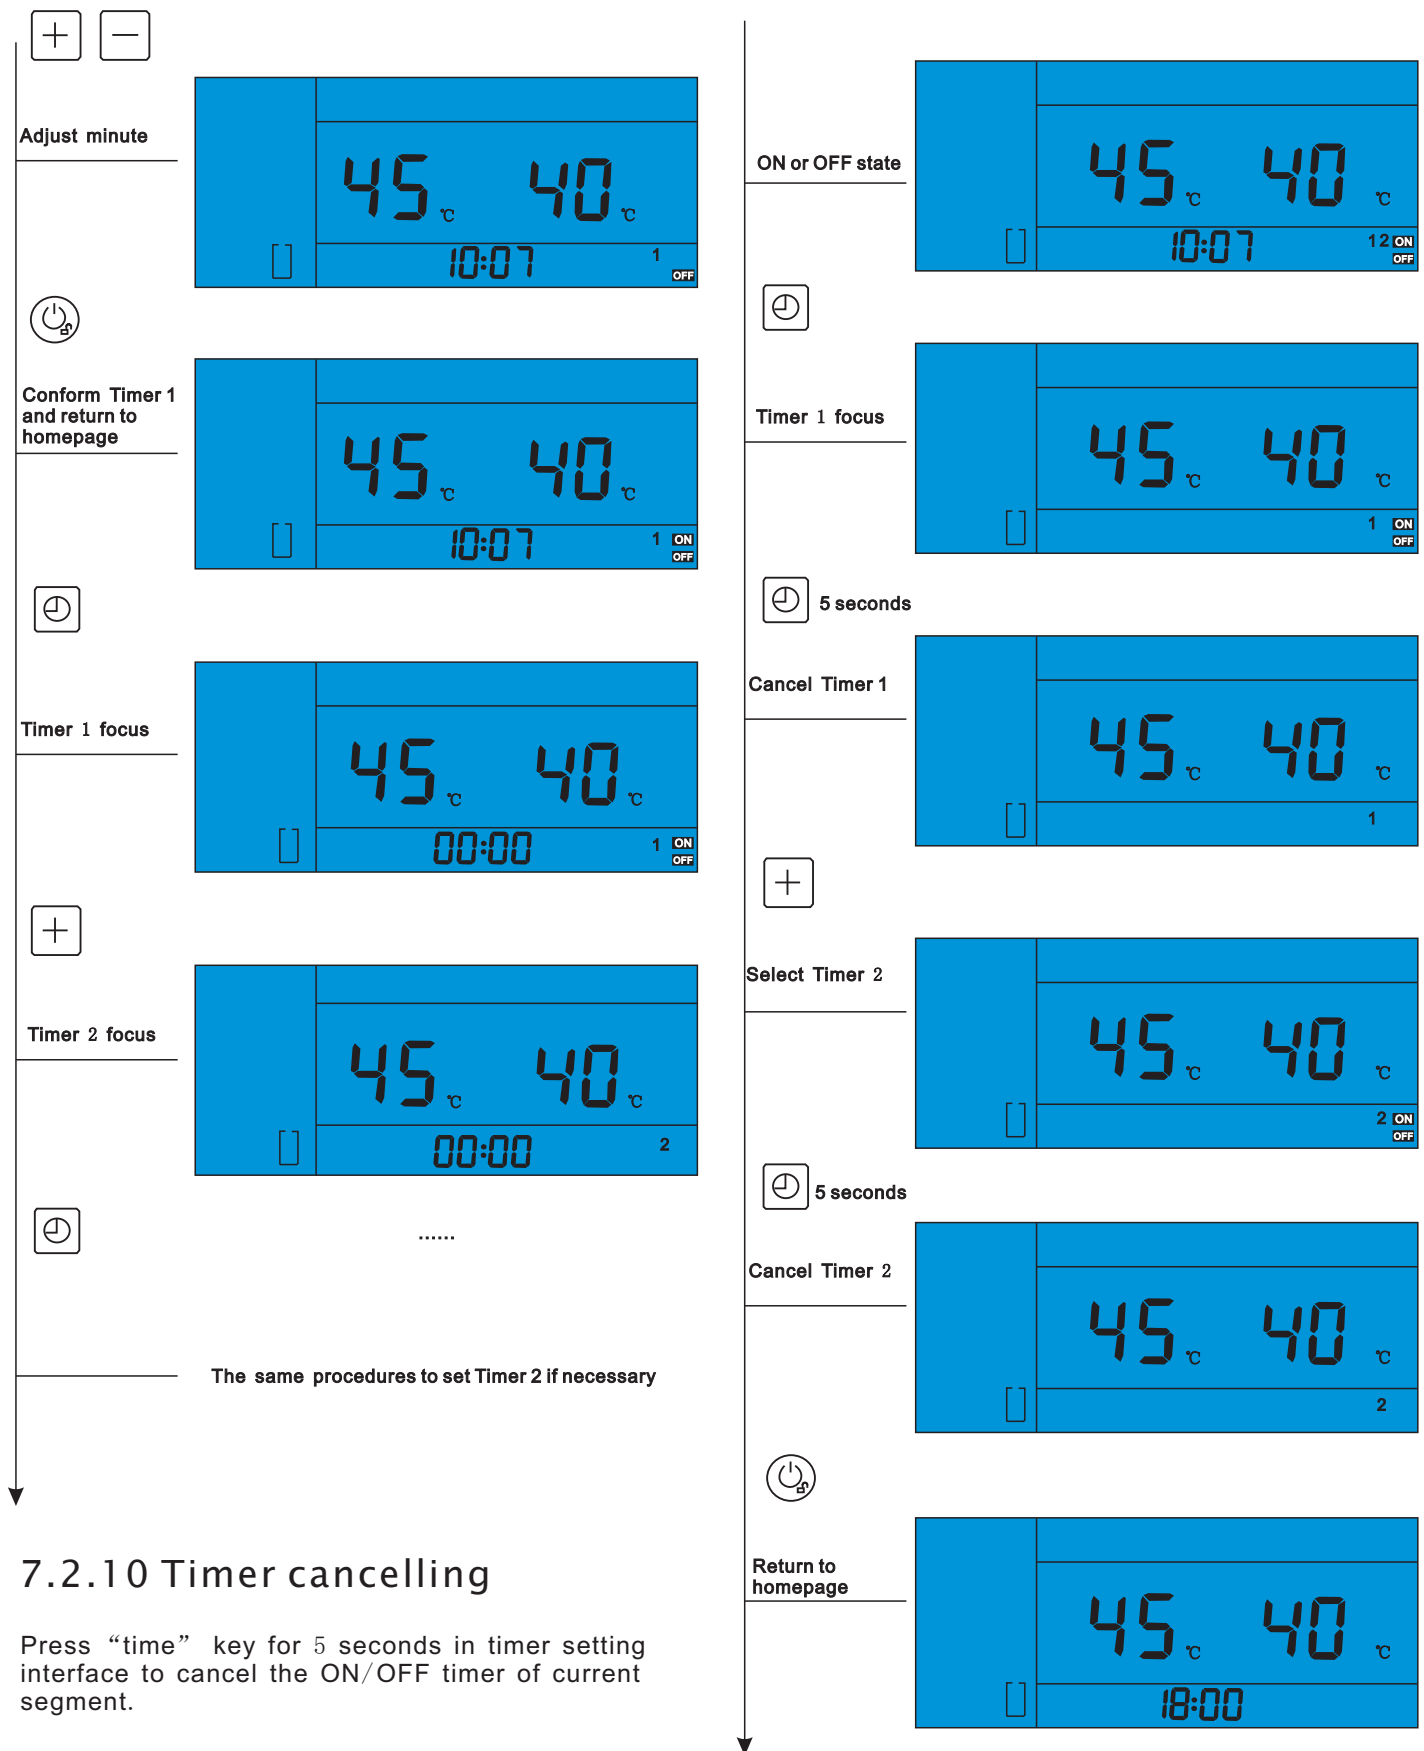 Adjust minute
45 ℃ 40 ℃
10:07 1
OFF
Conform Timer 1
and return to
homepage
45 ℃ 40 ℃
10:07 1 ON
OFF
Timer 1 focus
45 ℃ 40 ℃
00:00 1 ON
OFF
Timer 2 focus
45 ℃ 40 ℃
00:00 2
......
The same procedures to set Timer 2 if necessary
7.2.10 Timer cancelling
Press “time” key for 5 seconds in timer setting
interface to cancel the ON/OFF timer of current
segment.
ON or OFF state
45 ℃ 40 ℃
10:07 1 2 ON
OFF
Timer 1 focus
45 ℃ 40 ℃
1 ON
OFF
5 seconds
Cancel Timer 1
45 ℃ 40 ℃
1
Select Timer 2
45 ℃ 40 ℃
2 ON
OFF
5 seconds
Cancel Timer 2
45 ℃ 40 ℃
2
Return to
homepage
45 ℃ 40 ℃
18:00